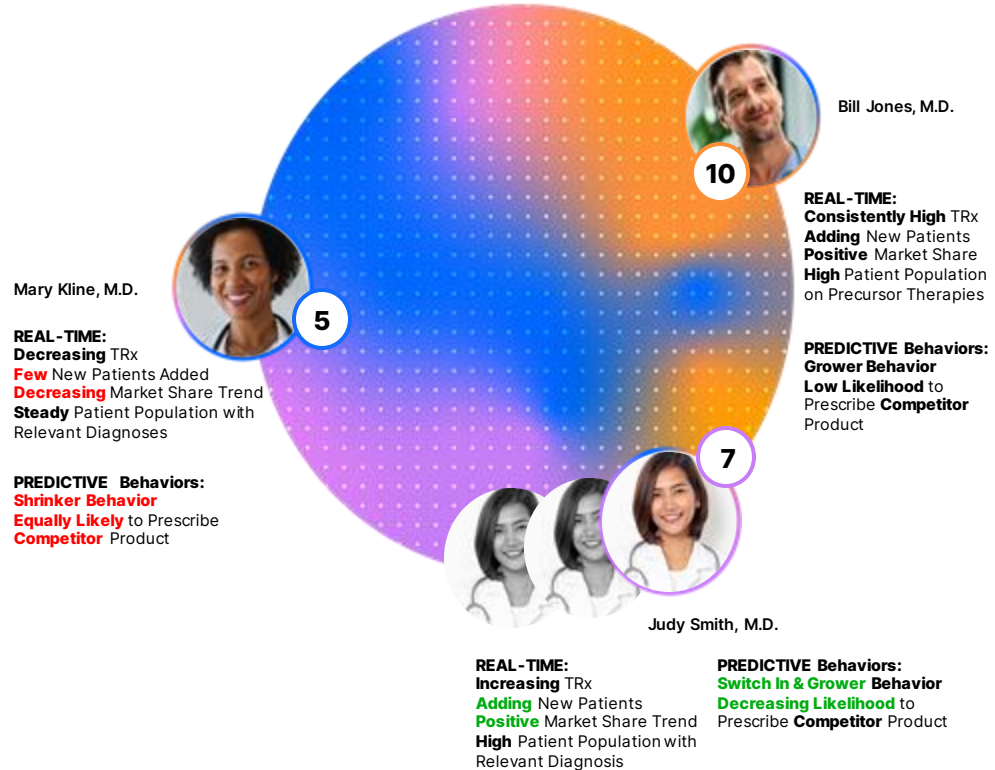 Bill Jones, M.D.
10
REAL-TIME:
Consistently High TRx
Adding New Patients
Positive Market Share
High Patient Population
on Precursor Therapies
PREDICTIVE Behaviors:
Grower Behavior
Low Likelihood to
Prescribe Competitor
Product
Mary Kline, M.D.
5
REAL-TIME:
Decreasing TRx
Few New Patients Added
Decreasing Market Share Trend
Steady Patient Population with
Relevant Diagnoses
PREDICTIVE Behaviors:
Shrinker Behavior
Equally Likely to Prescribe
Competitor Product
7
Judy Smith, M.D.
REAL-TIME:
Increasing TRx
Adding New Patients
Positive Market Share Trend
High Patient Population with
Relevant Diagnosis
PREDICTIVE Behaviors:
Switch In & Grower Behavior
Decreasing Likelihood to
Prescribe Competitor Product